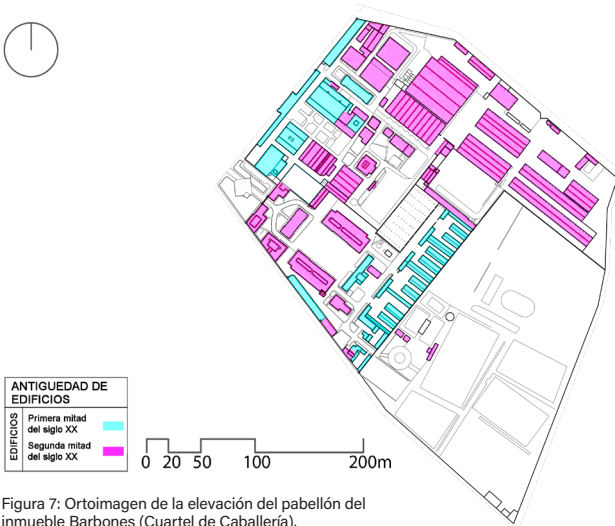 ANTIGUEDAD DE
EDIFICIOS
EDIFICIOS
Primera mitad
del siglo XX
Segunda mitad
del siglo XX
0 20 50 100 200m
Figura 7: Ortoimagen de la elevación del pabellón del
inmueble Barbones (Cuartel de Caballería).